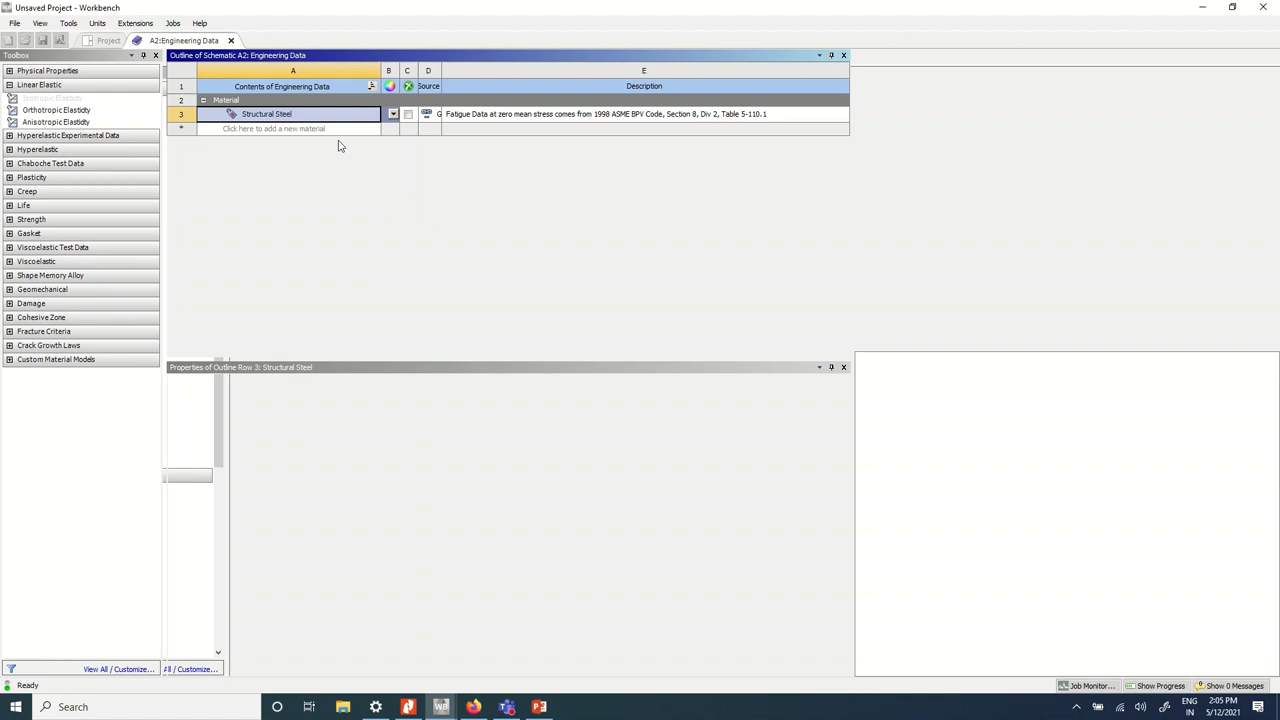 Unsaved Project - Workbench
File View Tools Units Extensions Jobs Help
Project A2:Engineering Data
Toolbox
Outline of Schematic A2: Engineering Data
A B C D E
1 Contents of Engineering Data Source Description
2 Material
3 Structural Steel Fatigue Data at zero mean stress comes from 1998 ASME BPV Code, Section 8, Div 2, Table 5-110.1
* Click here to add a new material
Physical Properties
Linear Elastic
Isotropic Elasticity
Orthotropic Elasticity
Anisotropic Elasticity
Hyperelastic Experimental Data
Hyperelastic
Chaboche Test Data
Plasticity
Creep
Life
Strength
Gasket
Viscoelastic Test Data
Viscoelastic
Shape Memory Alloy
Geomechanical
Damage
Cohesive Zone
Fracture Criteria
Crack Growth Laws
Custom Material Models
Properties of Outline Row 3: Structural Steel
View All / Customize... All / Customize...
Ready
Job Monitor... Show Progress Show 0 Messages
Search
ENG
IN
2:05 PM
5/12/2021